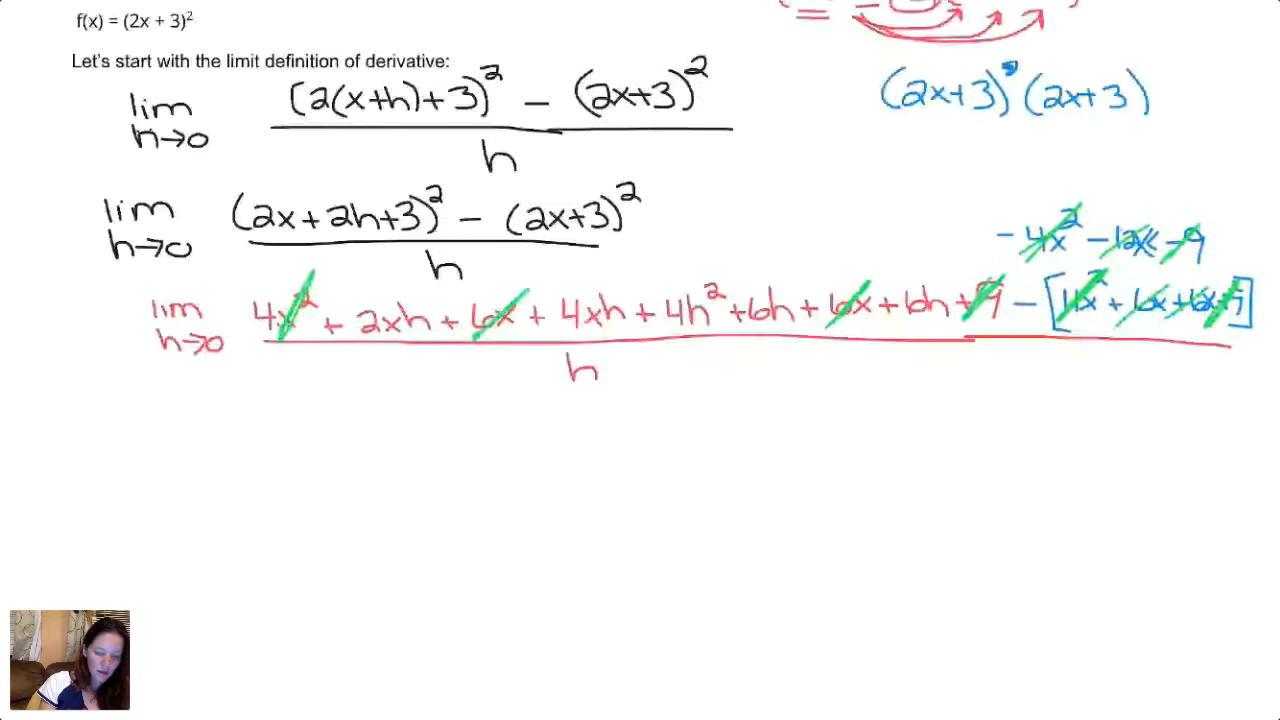 f(x) = (2x + 3)²
Let's start with the limit definition of derivative:
lim h→0 (2(x+h)+3)² − (2x+3)²
h
(2x+3)·(2x+3)
lim h→0 (2x+2h+3)² − (2x+3)²
h
−4x² −12x −9
lim h→0 4x² + 2xh + 6x + 4xh + 4h² + 6h + 6x + 6h + 9 − [4x² + 6x + 6x + 9]
h